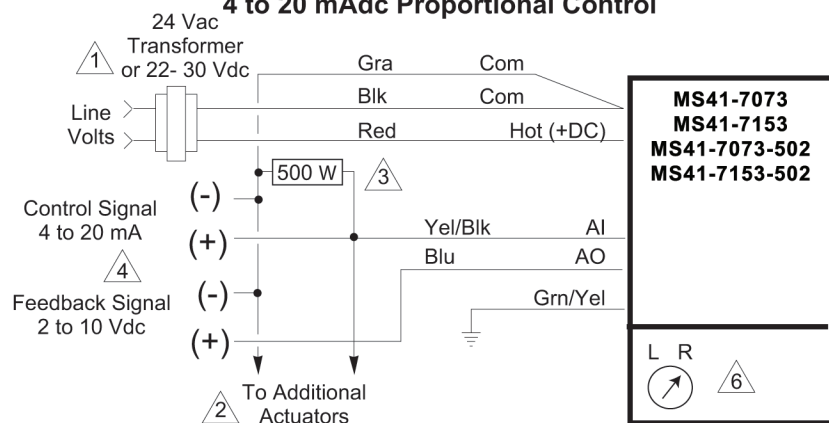 4 to 20 mAdc Proportional Control
24 Vac
Transformer
or 22- 30 Vdc
1
Gra Com
Blk Com
Red Hot (+DC)
Line
Volts
MS41-7073
MS41-7153
MS41-7073-502
MS41-7153-502
500 W
3
Control Signal
4 to 20 mA
(-)
(+)
Yel/Blk AI
Blu AO
4
Feedback Signal
2 to 10 Vdc
(-)
(+)
Grn/Yel
L R
6
2
To Additional
Actuators